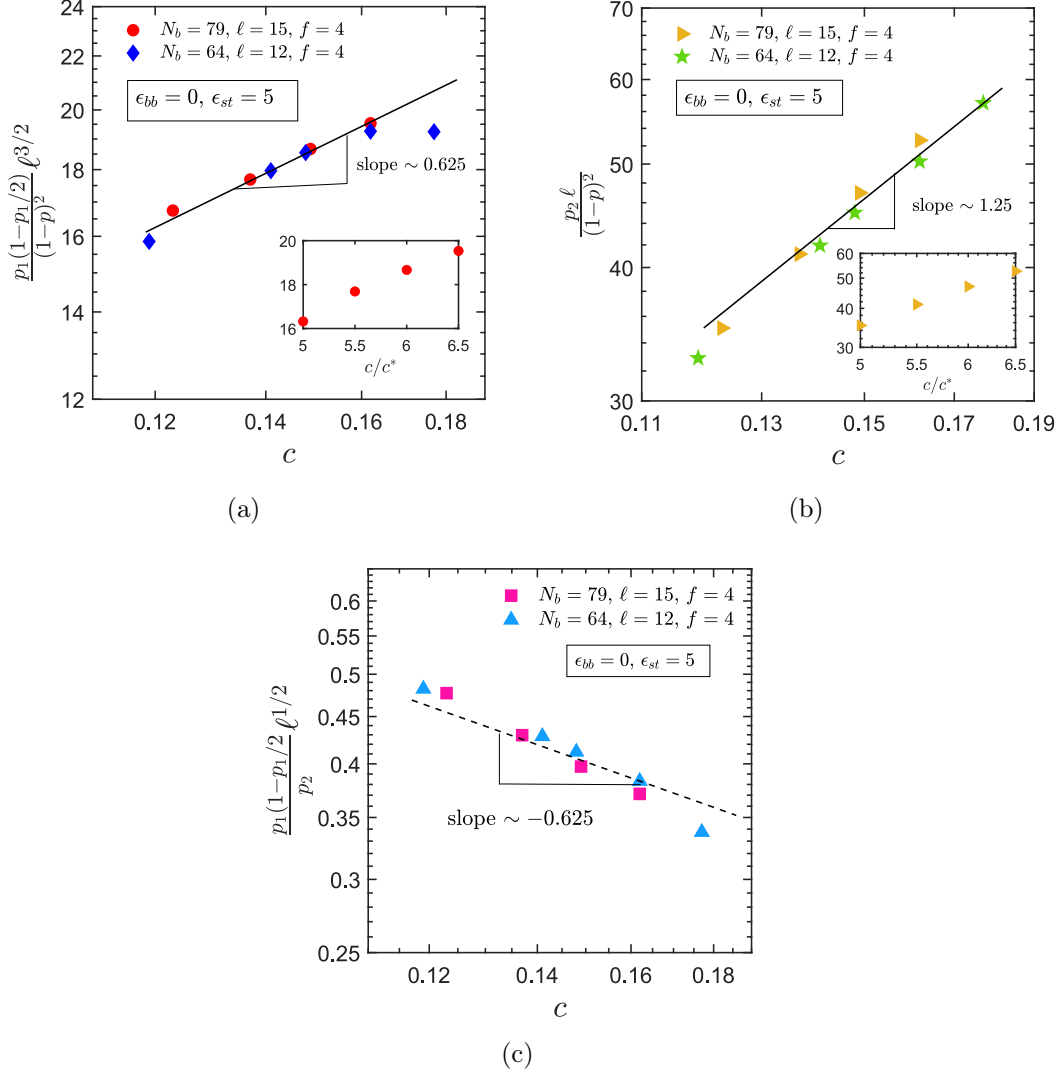 (a)
N_b = 79, ℓ = 15, f = 4
N_b = 64, ℓ = 12, f = 4
ϵ_bb = 0, ϵ_st = 5
slope ∼ 0.625
24
22
20
18
16
14
12
p_1(1−p_1/2)/(1−p)^2 ℓ^{3/2}
20
18
16
5 5.5 6 6.5
c/c*
0.12 0.14 0.16 0.18
c
(a)
N_b = 79, ℓ = 15, f = 4
N_b = 64, ℓ = 12, f = 4
ϵ_bb = 0, ϵ_st = 5
slope ∼ 1.25
70
60
50
40
30
p_2 ℓ/(1−p)^2
60
50
40
30
5 5.5 6 6.5
c/c*
0.11 0.13 0.15 0.17 0.19
c
(b)
(b)
N_b = 79, ℓ = 15, f = 4
N_b = 64, ℓ = 12, f = 4
ϵ_bb = 0, ϵ_st = 5
slope ∼ −0.625
0.6
0.55
0.5
0.45
0.4
0.35
0.3
0.25
p_1(1−p_1/2)/p_2 ℓ^{1/2}
0.12 0.14 0.16 0.18
c
(c)